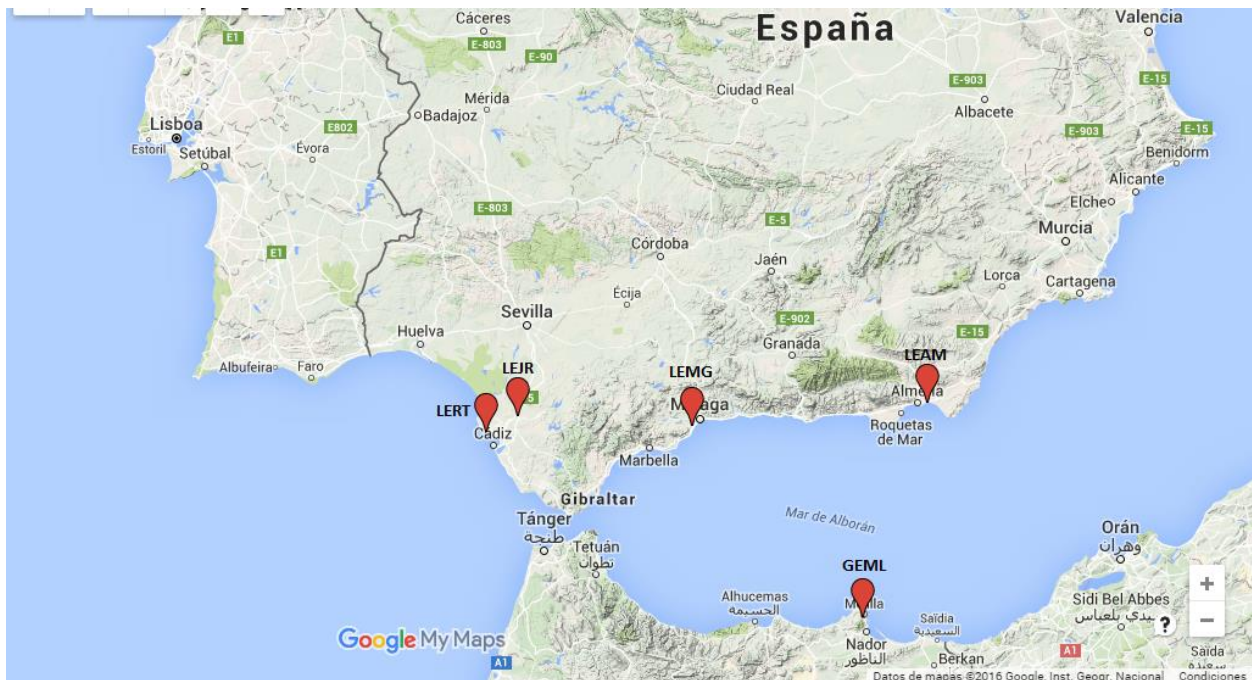 Cáceres
España
Valencia
E1
E-803
E-90
E-903
E-15
Ciudad Real
Mérida
Badajoz
Albacete
Lisboa
Estoril
Setúbal
E802
Évora
E-903
E-15
Benidorm
Alicante
Elche
E-803
E-5
Murcia
E1
Córdoba
Jaén
Lorca
Cartagena
Écija
Sevilla
E-902
E-15
Huelva
Granada
Albufeira
Faro
LEJR
LEMG
LEAM
LERT
Málaga
Almería
Cádiz
Roquetas
de Mar
Marbella
Gibraltar
Tánger
طنجة
Mar de Alborán
Orán
وهران
Tetuán
تطوان
GEML
Alhucemas
الحسيمة
Melilla
Saïdia
السعيدية
Sidi Bel Abbes
سيدي بلعباس
+
−
?
Google My Maps
Nador
الناظور
Berkan
A1
A1
Saïda
Datos de mapas ©2016 Google, Inst. Geogr. Nacional
Condiciones